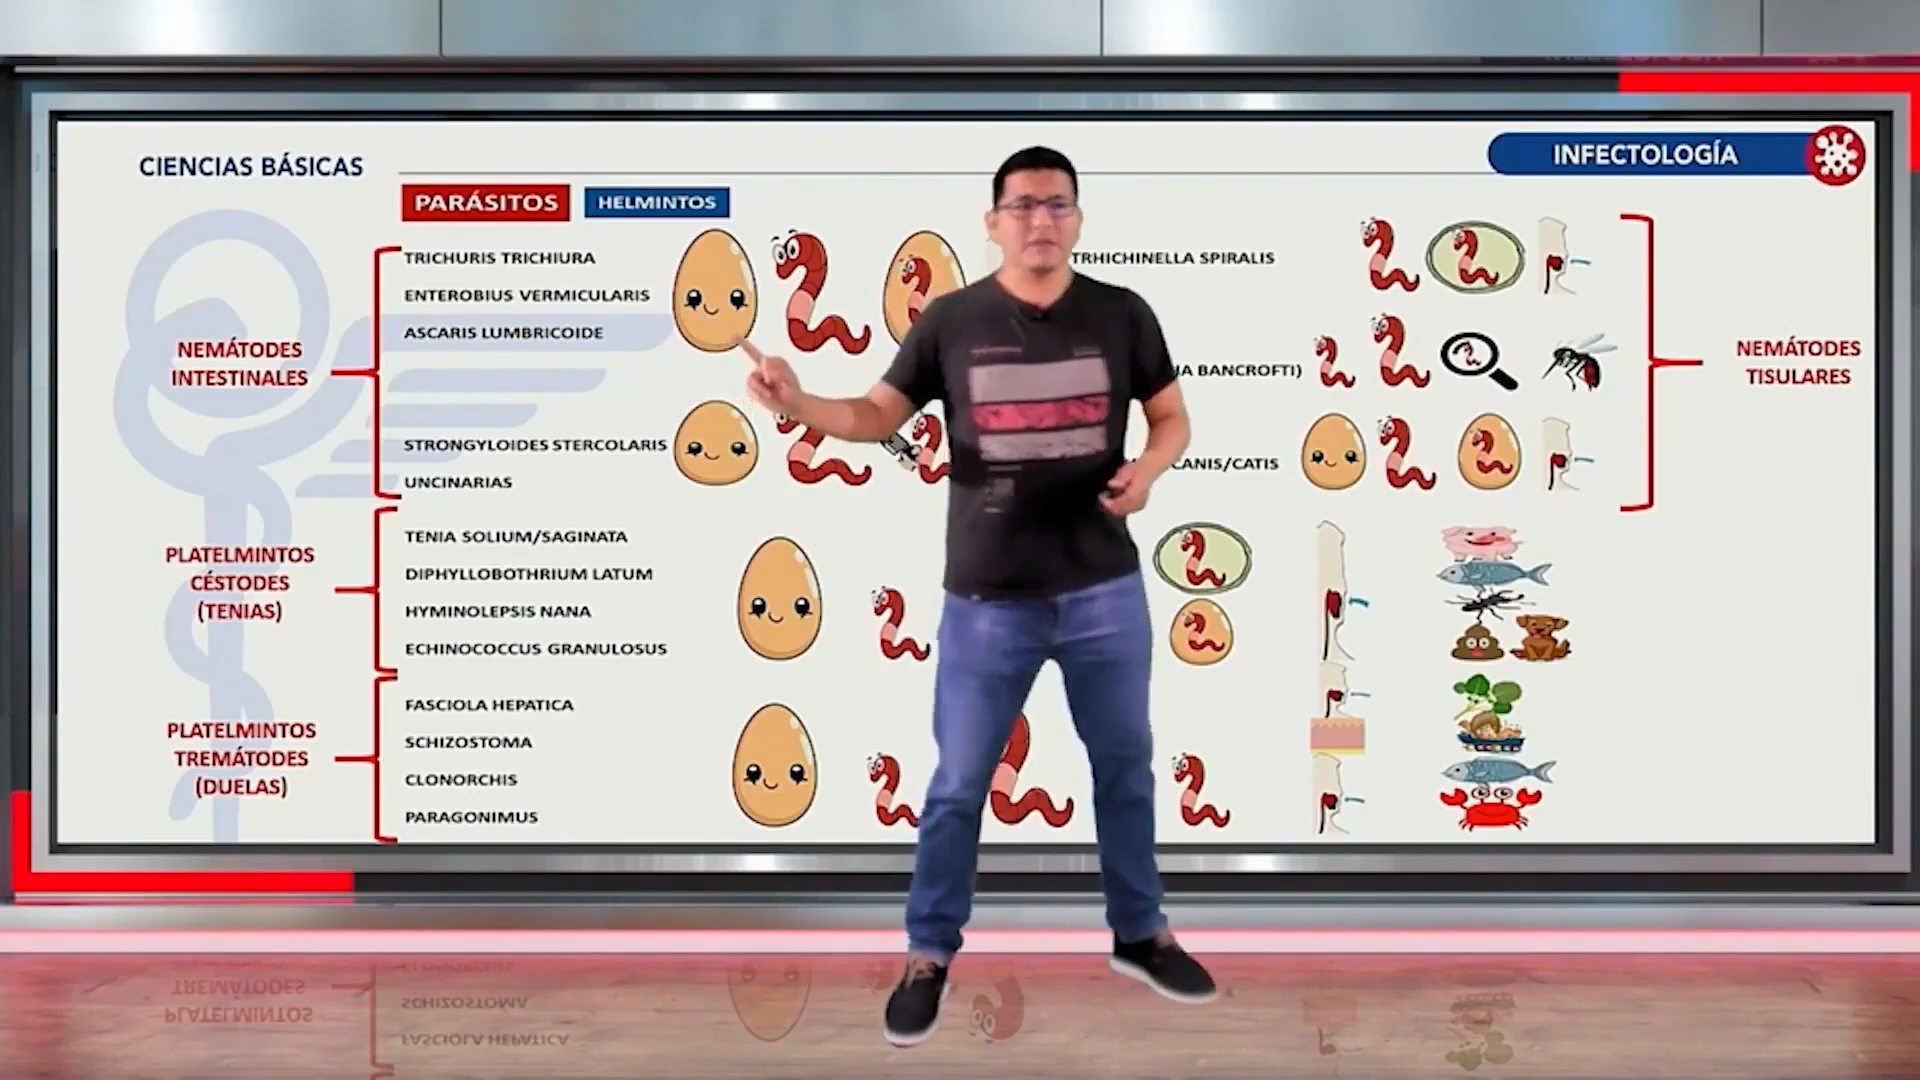 CIENCIAS BÁSICAS
INFECTOLOGÍA
PARÁSITOS
HELMINTOS
NEMÁTODES
INTESTINALES
TRICHURIS TRICHIURA
ENTEROBIUS VERMICULARIS
ASCARIS LUMBRICOIDE
STRONGYLOIDES STERCOLARIS
UNCINARIAS
PLATELMINTOS
CÉSTODES
(TENIAS)
TENIA SOLIUM/SAGINATA
DIPHYLLOBOTHRIUM LATUM
HYMINOLEPSIS NANA
ECHINOCOCCUS GRANULOSUS
PLATELMINTOS
TREMÁTODES
(DUELAS)
FASCIOLA HEPATICA
SCHIZOSTOMA
CLONORCHIS
PARAGONIMUS
TRHICHINELLA SPIRALIS
BANCROFTI)
CANIS/CATIS
NEMÁTODES
TISULARES